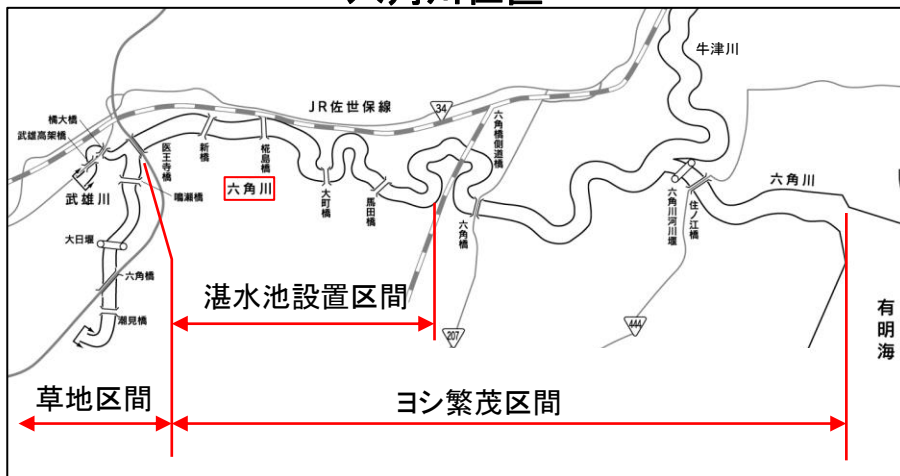 牛津川
JR佐世保線
34
橘大橋
武雄高架橋
医王寺橋
新橋
椛島橋
六角橋側道橋
六角川
武雄川
鳴瀬橋
大町橋
馬田橋
六角橋
六角川河川堰
住ノ江橋
六角川
大日堰
六角橋
潮見橋
湛水池設置区間
207
444
有明海
草地区間
ヨシ繁茂区間